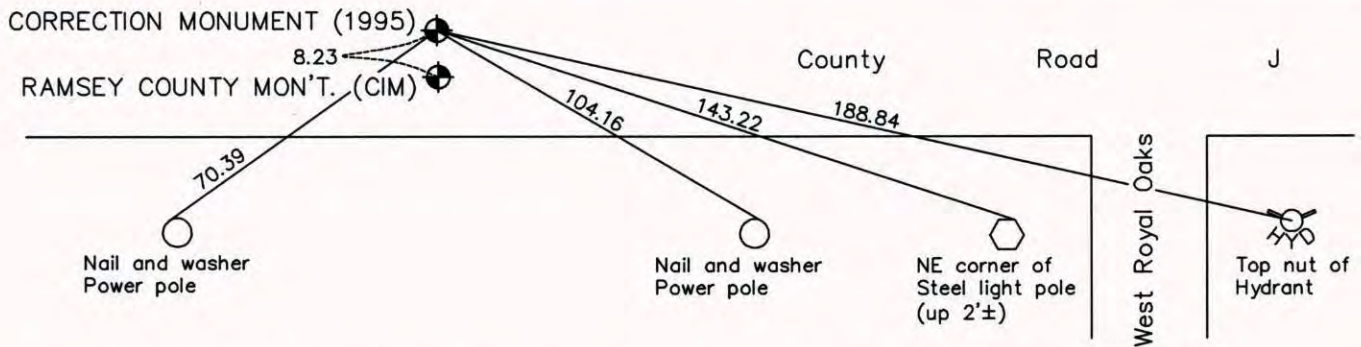 CORRECTION MONUMENT (1995)
8.23
RAMSEY COUNTY MON'T. (CIM)
County Road J
70.39
104.16
143.22
188.84
West Royal Oaks
Nail and washer
Power pole
Nail and washer
Power pole
NE corner of
Steel light pole
(up 2'±)
HYD
Top nut of
Hydrant